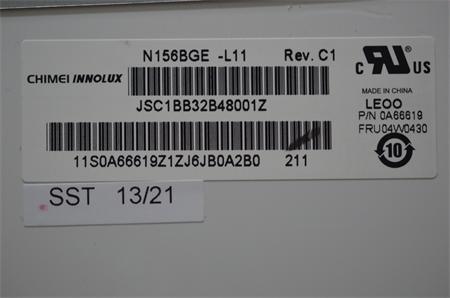 N156BGE -L11 Rev. C1
CHIMEI INNOLUX
JSC1BB32B48001Z
11S0A66619Z1ZJ6JB0A2B0 211
c RU US
MADE IN CHINA
LEOO
P/N 0A66619
FRU04W0430
10
SST 13/21